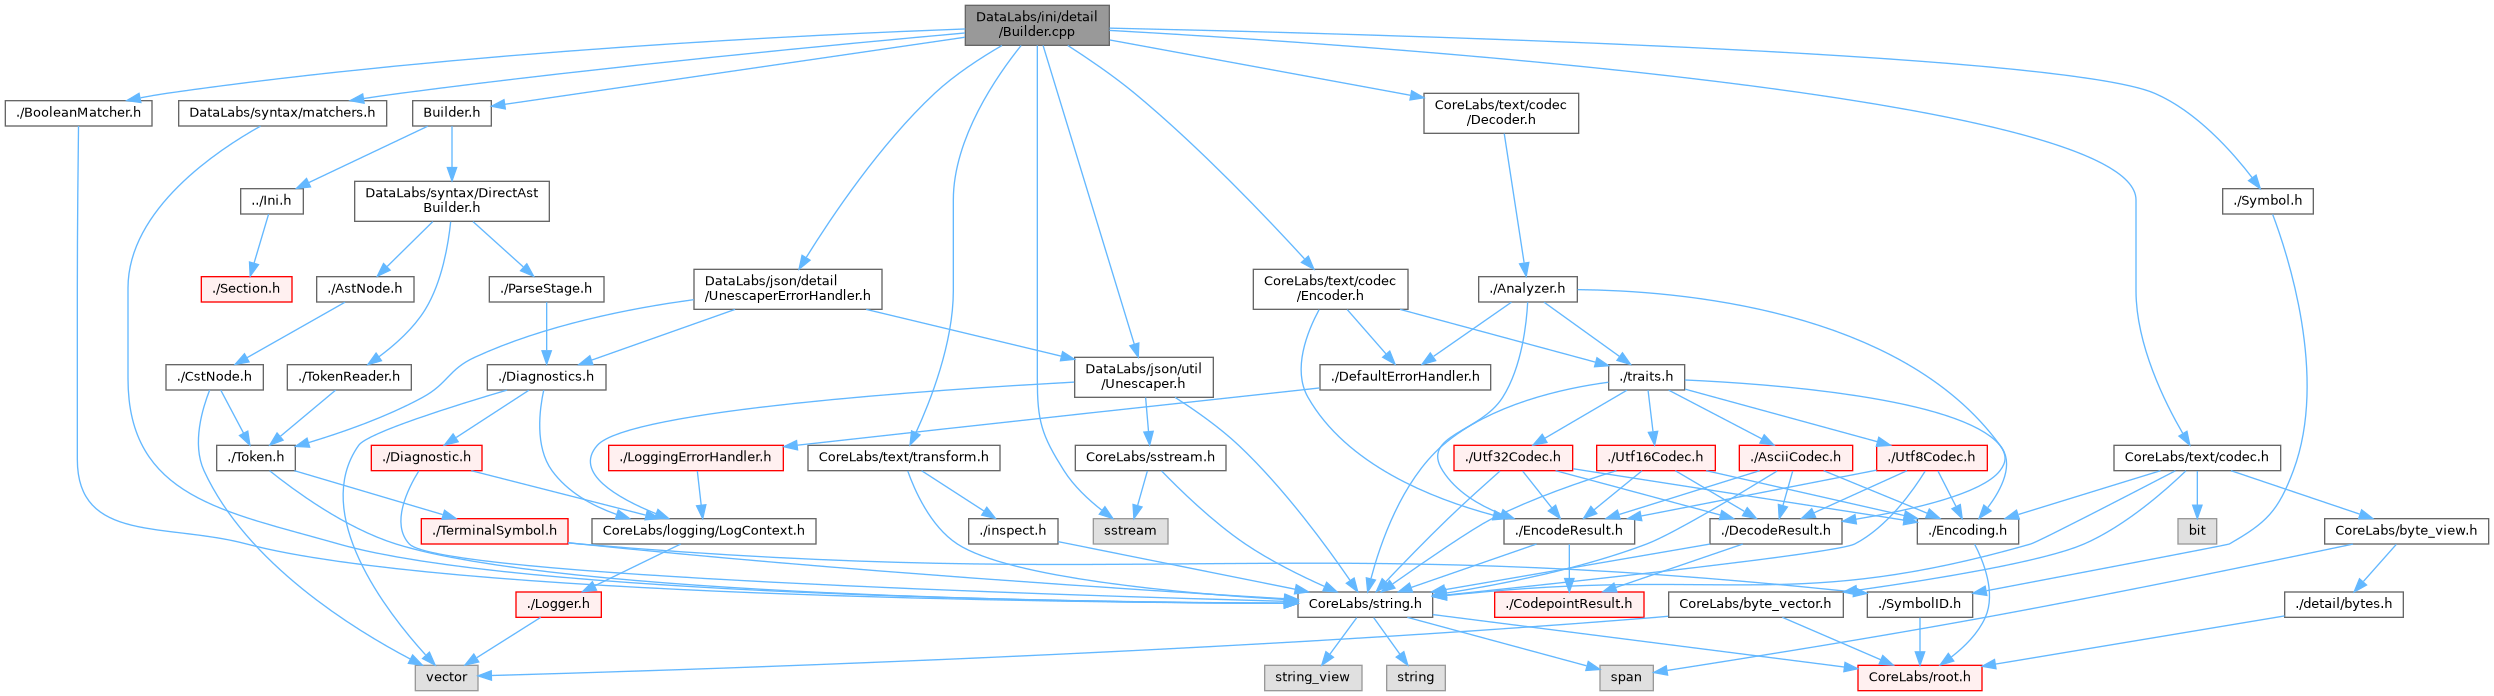 DataLabs/ini/detail
/Builder.cpp
./BooleanMatcher.h
DataLabs/syntax/matchers.h
Builder.h
CoreLabs/text/codec
/Decoder.h
../Ini.h
DataLabs/syntax/DirectAst
Builder.h
./Symbol.h
./Section.h
./AstNode.h
./ParseStage.h
DataLabs/json/detail
/UnescaperErrorHandler.h
CoreLabs/text/codec
/Encoder.h
./Analyzer.h
./CstNode.h
./TokenReader.h
./Diagnostics.h
DataLabs/json/util
/Unescaper.h
./DefaultErrorHandler.h
./traits.h
./Token.h
./Diagnostic.h
./LoggingErrorHandler.h
CoreLabs/text/transform.h
CoreLabs/sstream.h
./Utf32Codec.h
./Utf16Codec.h
./AsciiCodec.h
./Utf8Codec.h
CoreLabs/text/codec.h
./TerminalSymbol.h
CoreLabs/logging/LogContext.h
./inspect.h
sstream
./EncodeResult.h
./DecodeResult.h
./Encoding.h
bit
CoreLabs/byte_view.h
./Logger.h
CoreLabs/string.h
./CodepointResult.h
CoreLabs/byte_vector.h
./SymbolID.h
./detail/bytes.h
vector
string_view
string
span
CoreLabs/root.h